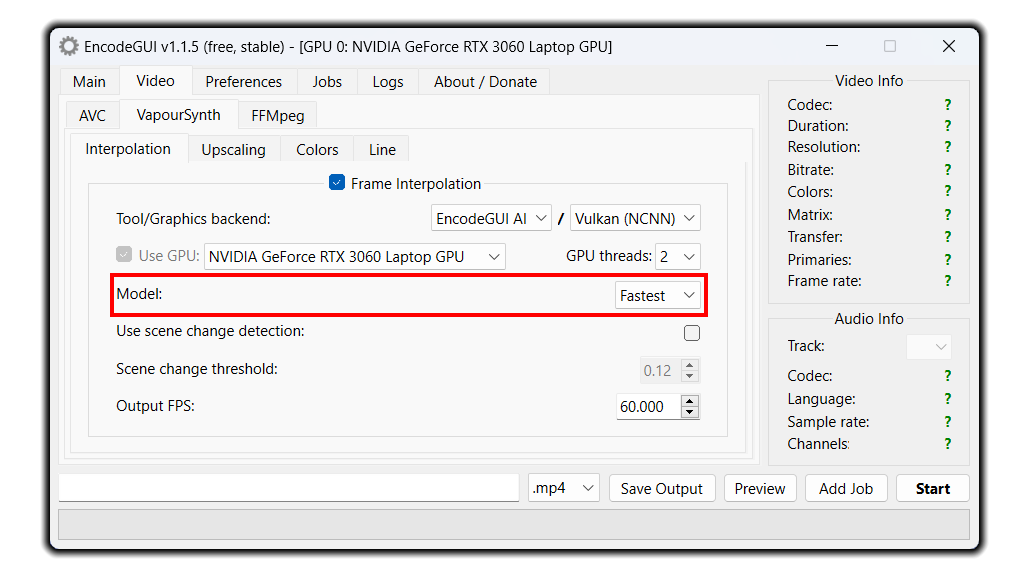 EncodeGUI v1.1.5 (free, stable) - [GPU 0: NVIDIA GeForce RTX 3060 Laptop GPU]
Main Video Preferences Jobs Logs About / Donate
AVC VapourSynth FFMpeg
Interpolation Upscaling Colors Line
Frame Interpolation
Tool/Graphics backend: EncodeGUI AI / Vulkan (NCNN)
Use GPU: NVIDIA GeForce RTX 3060 Laptop GPU GPU threads: 2
Model: Fastest
Use scene change detection:
Scene change threshold: 0.12
Output FPS: 60.000
Video Info
Codec: ?
Duration: ?
Resolution: ?
Bitrate: ?
Colors: ?
Matrix: ?
Transfer: ?
Primaries: ?
Frame rate: ?
Audio Info
Track:
Codec: ?
Language: ?
Sample rate: ?
Channels: ?
.mp4 Save Output Preview Add Job Start